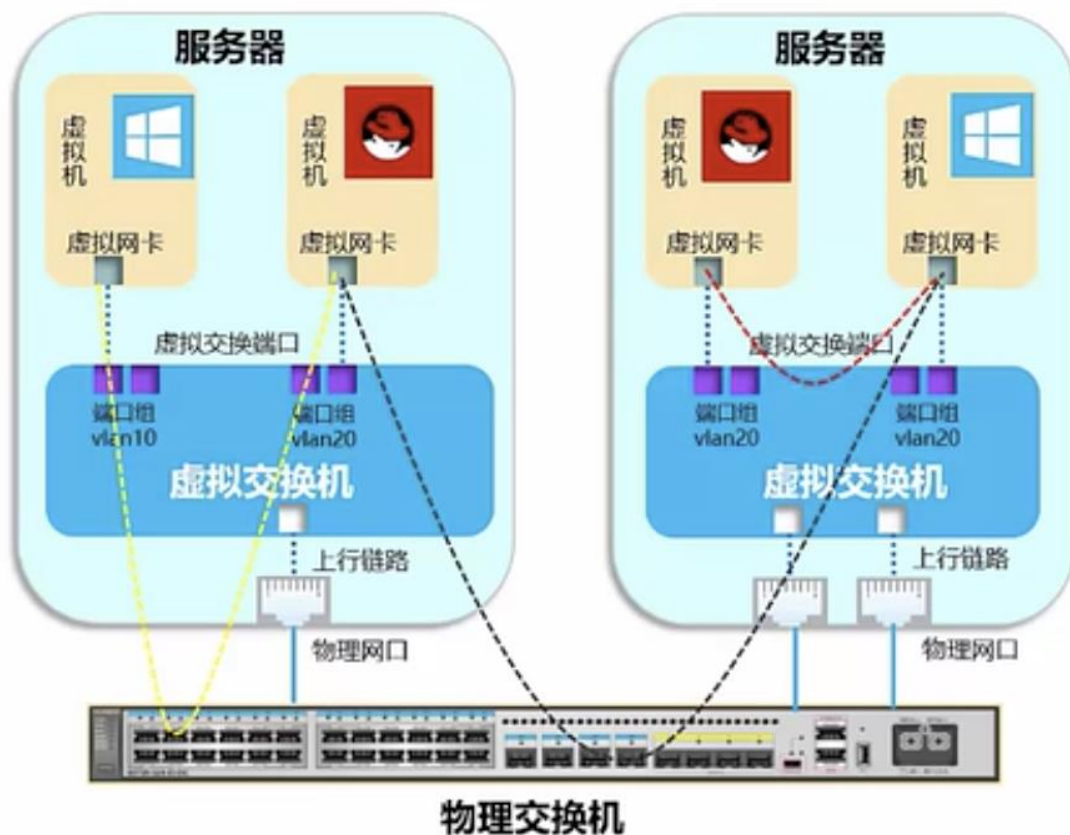 服务器
服务器
虚拟机
虚拟机
虚拟机
虚拟机
虚拟网卡
虚拟网卡
虚拟网卡
虚拟网卡
虚拟交换端口
虚拟交换端口
端口组
vlan10
端口组
vlan20
端口组
vlan20
端口组
vlan20
虚拟交换机
虚拟交换机
上行链路
上行链路
物理网口
物理网口
物理交换机